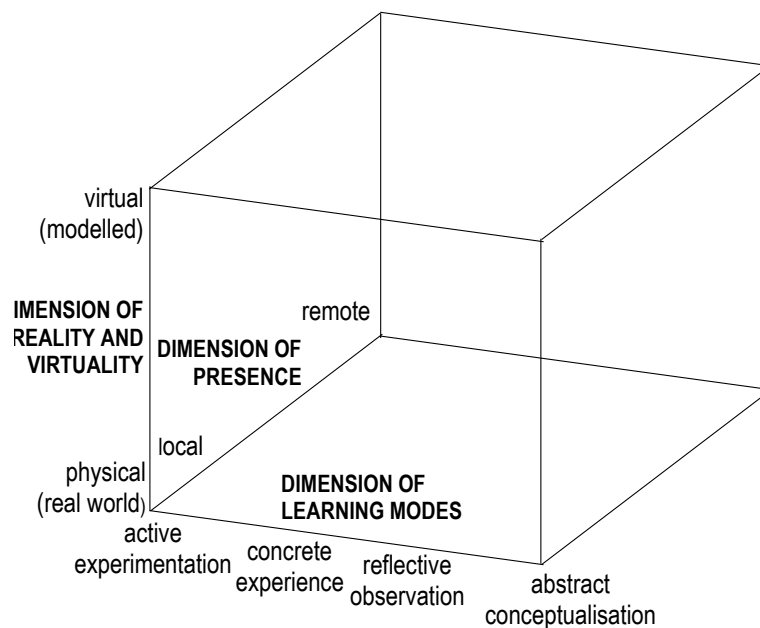 virtual
(modelled)
IMENSION OF
REALITY AND
VIRTUALITY
remote
DIMENSION OF
PRESENCE
local
physical
(real world)
DIMENSION OF
LEARNING MODES
active
experimentation
concrete
experience
reflective
observation
abstract
conceptualisation